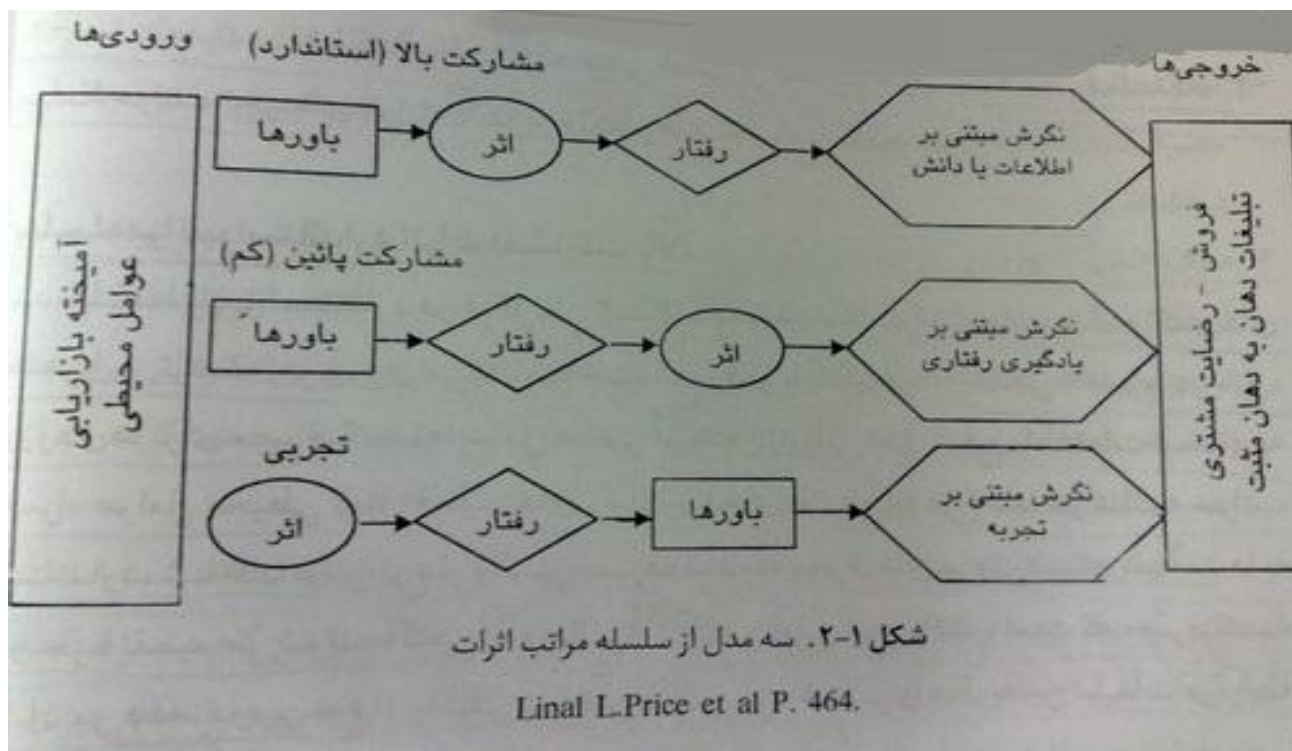 ورودی‌ها
مشارکت بالا (استاندارد)
خروجی‌ها
باورها
اثر
رفتار
نگرش مبتنی بر
اطلاعات یا دانش
مشارکت پائین (کم)
باورها
رفتار
اثر
نگرش مبتنی بر
یادگیری رفتاری
تجربی
اثر
رفتار
باورها
نگرش مبتنی بر
تجربه
آمیخته بازاریابی
عوامل محیطی
فروش - رضایت مشتری
تبلیغات دهان به دهان مثبت
شکل ۱-۲. سه مدل از سلسله مراتب اثرات
Linal L.Price et al P. 464.